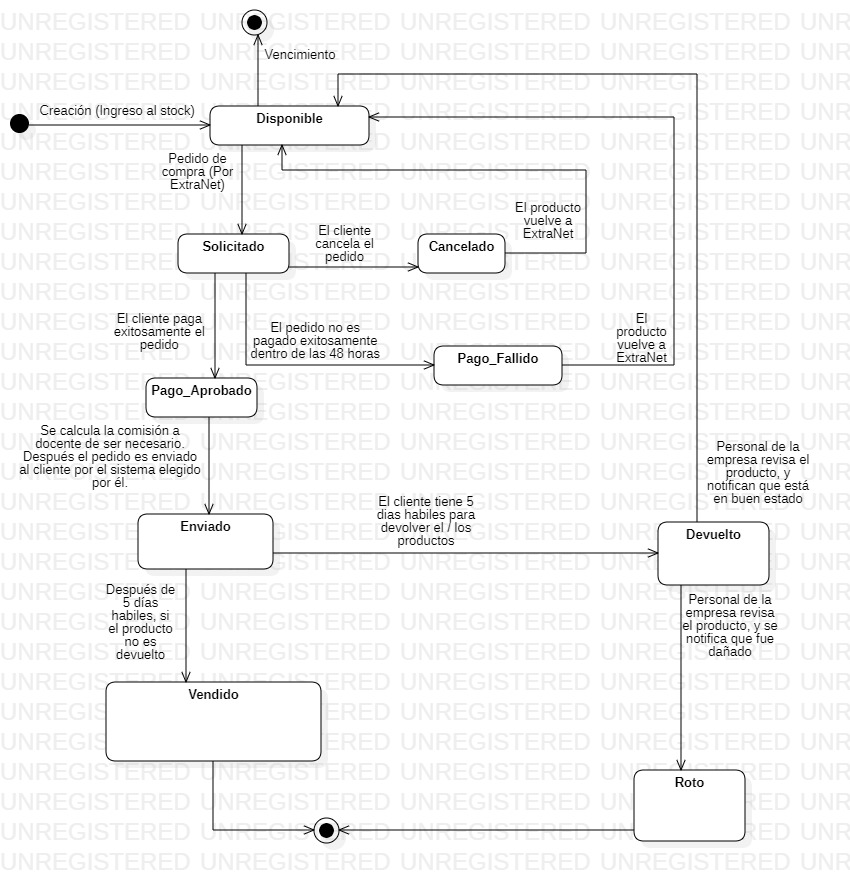 Vencimiento
Creación (Ingreso al stock)
Disponible
Pedido de
compra (Por
ExtraNet)
El producto
vuelve a
ExtraNet
El cliente
cancela el
pedido
Solicitado
Cancelado
El cliente paga
exitosamente el
pedido
El pedido no es
pagado exitosamente
dentro de las 48 horas
El
producto
vuelve a
ExtraNet
Pago_Fallido
Pago_Aprobado
Se calcula la comisión a
docente de ser necesario.
Después el pedido es enviado
al cliente por el sistema elegido
por él.
Personal de la
empresa revisa el
producto, y
notifican que está
en buen estado
El cliente tiene 5
dias habiles para
devolver el / los
productos
Enviado
Devuelto
Después de
5 días
habiles, si
el producto
no es
devuelto
Personal de la
empresa revisa
el producto, y se
notifica que fue
dañado
Vendido
Roto
UNREGISTERED